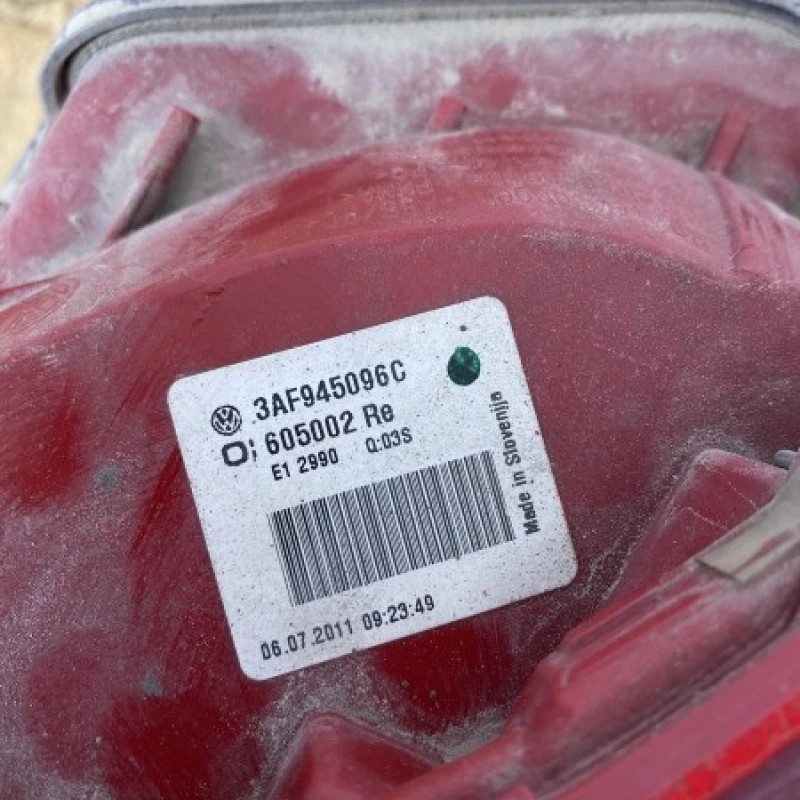 3AF945096C
605002 Re
E1 2990 Q:03S
Made in Slovenija
06.07.2011 09:23:49